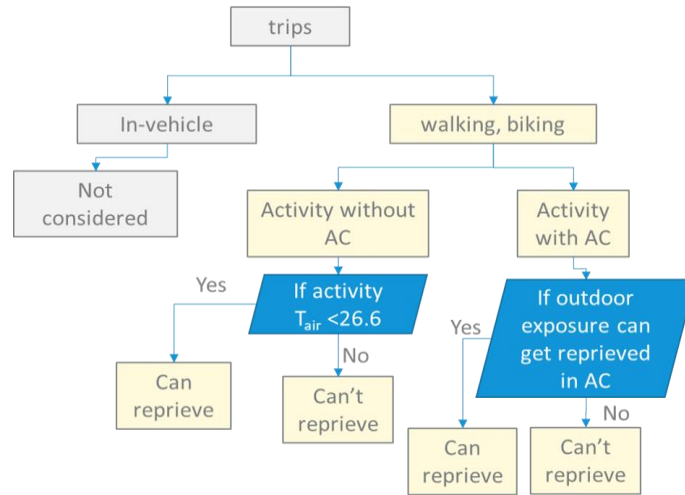 trips
In-vehicle
walking, biking
Not
considered
Activity without
AC
Activity
with AC
Yes
If activity
T_air <26.6
If outdoor
exposure can
get reprieved
in AC
Yes
No
Can
reprieve
Can't
reprieve
No
Can
reprieve
Can't
reprieve